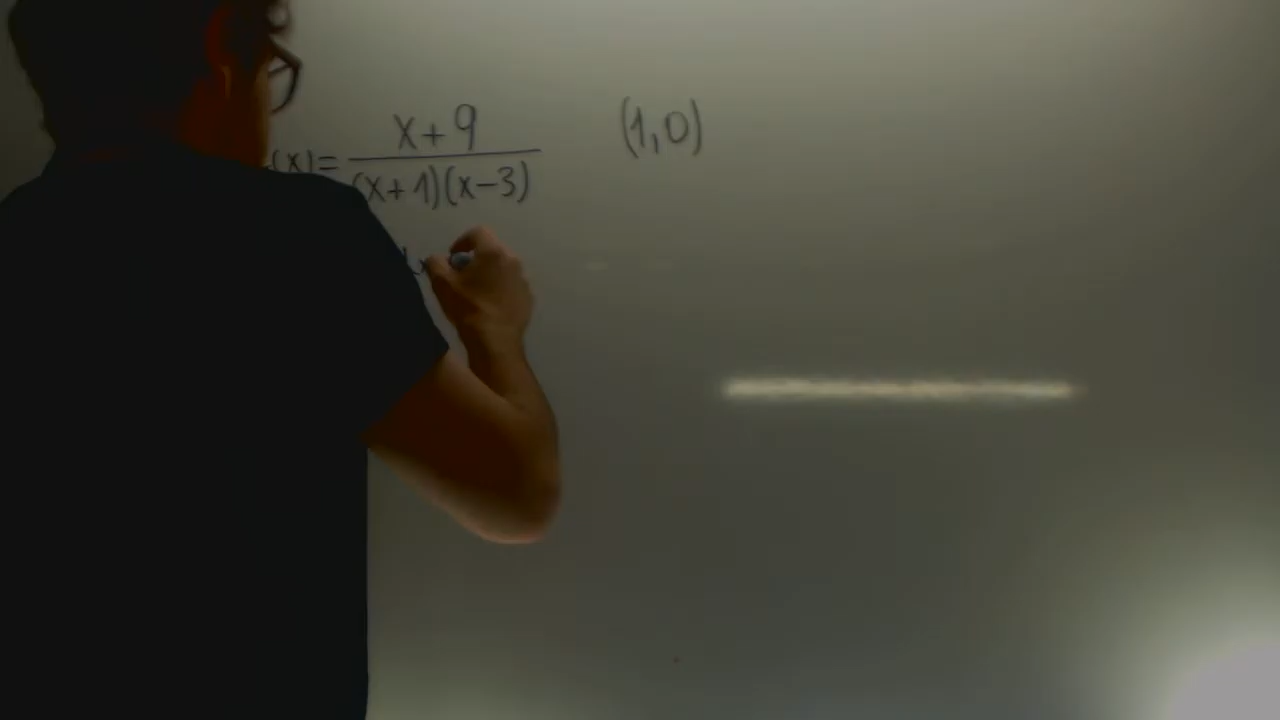 (x) = x+9 / (x+1)(x-3) (1,0)